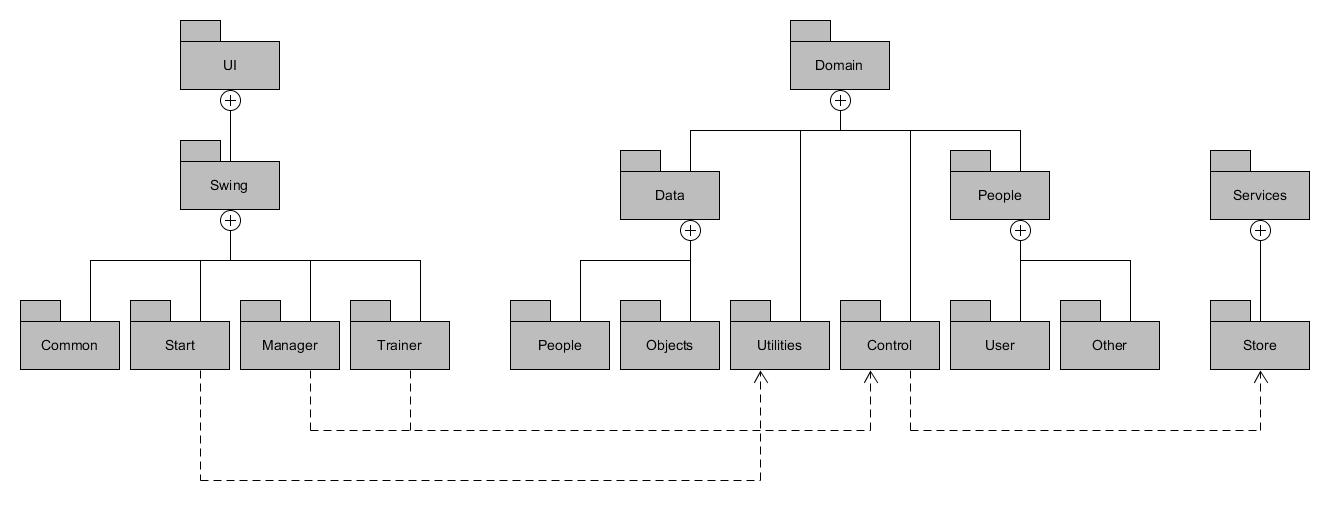 UI
Domain
Swing
Data
People
Services
Common
Start
Manager
Trainer
People
Objects
Utilities
Control
User
Other
Store